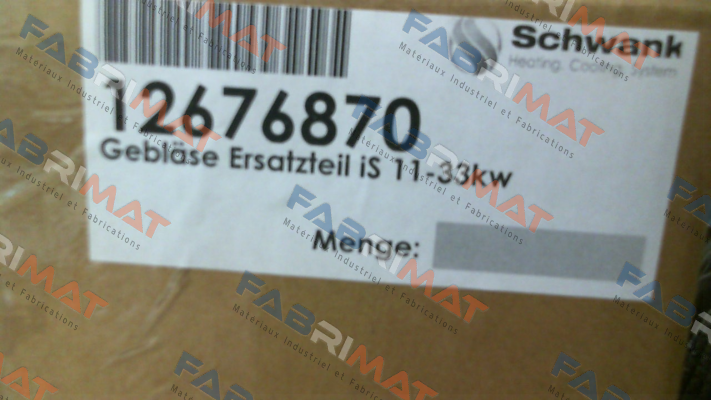 Schwank
Heating. Cooling. System
12676870
Gebläse Ersatzteil iS 11-33kw
Menge:
FABRIMAT
Materiaux Industriel et Fabrications